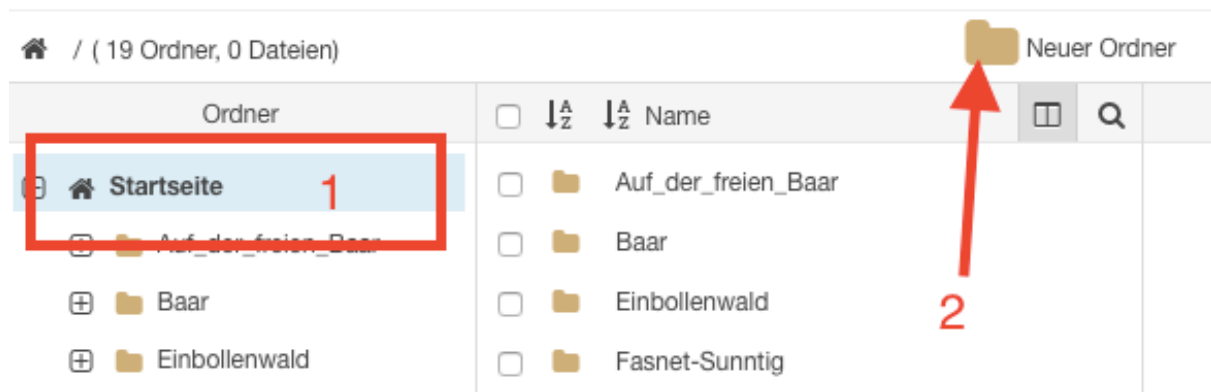 / ( 19 Ordner, 0 Dateien)
Neuer Ordner
Ordner
Name
Startseite
1
Auf_der_freien_Baar
Baar
Einbollenwald
Auf_der_freien_Baar
Baar
Einbollenwald
Fasnet-Sunntig
2